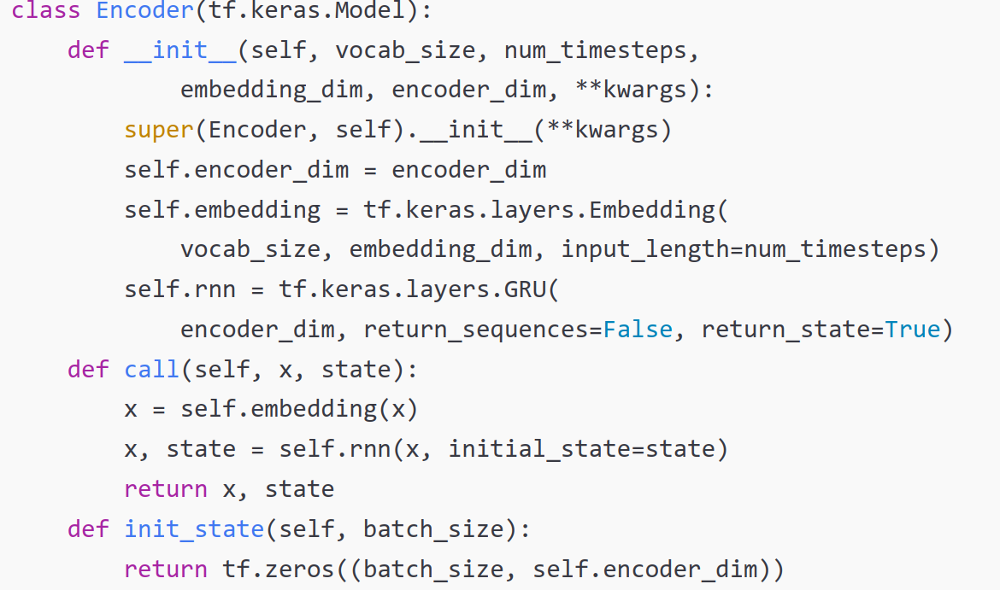 class Encoder(tf.keras.Model):
    def __init__(self, vocab_size, num_timesteps,
            embedding_dim, encoder_dim, **kwargs):
        super(Encoder, self).__init__(**kwargs)
        self.encoder_dim = encoder_dim
        self.embedding = tf.keras.layers.Embedding(
            vocab_size, embedding_dim, input_length=num_timesteps)
        self.rnn = tf.keras.layers.GRU(
            encoder_dim, return_sequences=False, return_state=True)
    def call(self, x, state):
        x = self.embedding(x)
        x, state = self.rnn(x, initial_state=state)
        return x, state
    def init_state(self, batch_size):
        return tf.zeros((batch_size, self.encoder_dim))